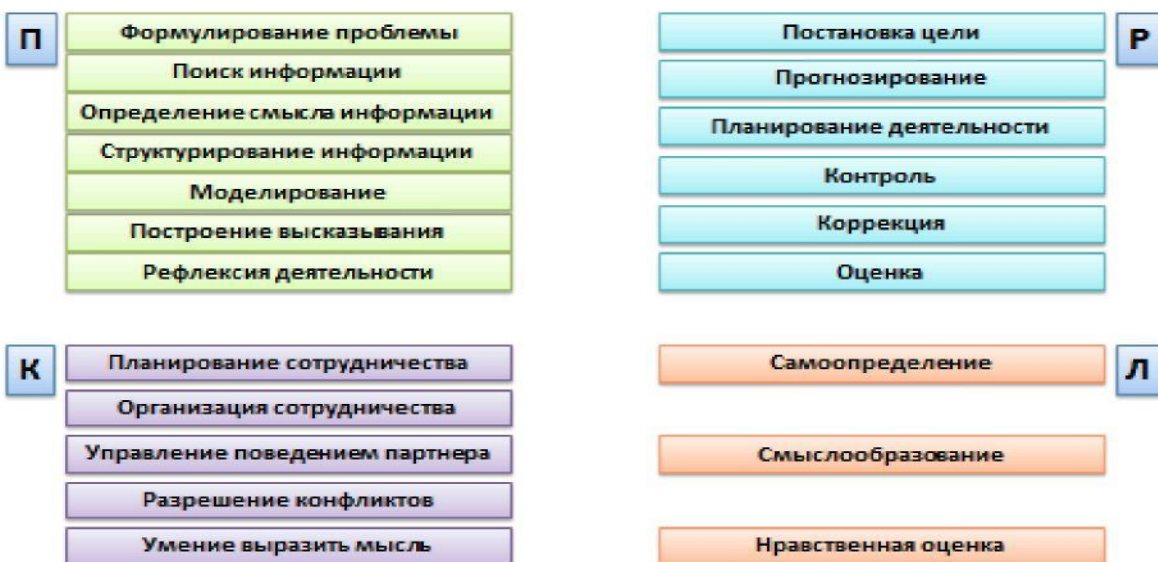 П
Формулирование проблемы
Поиск информации
Определение смысла информации
Структурирование информации
Моделирование
Построение высказывания
Рефлексия деятельности
Р
Постановка цели
Прогнозирование
Планирование деятельности
Контроль
Коррекция
Оценка
К
Планирование сотрудничества
Организация сотрудничества
Управление поведением партнера
Разрешение конфликтов
Умение выразить мысль
Л
Самоопределение
Смыслообразование
Нравственная оценка